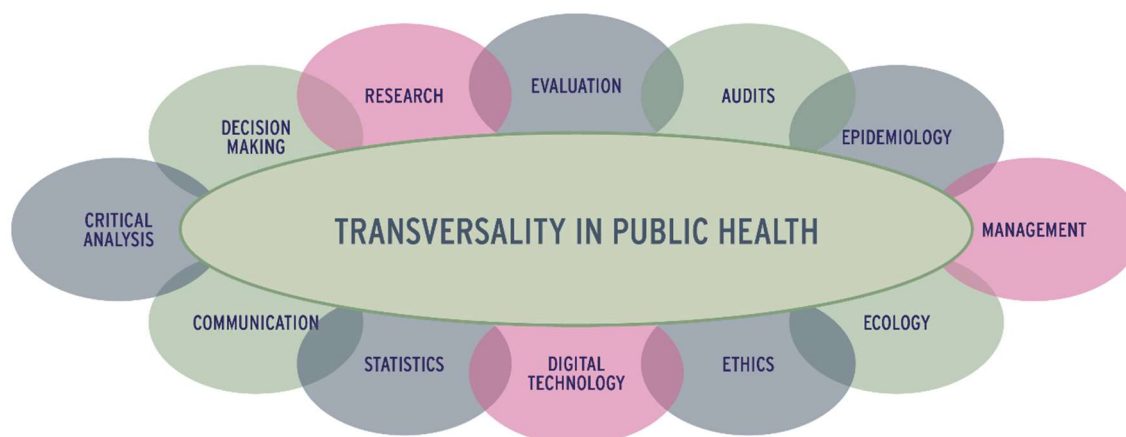 EVALUATION
RESEARCH
AUDITS
DECISION
MAKING
EPIDEMIOLOGY
CRITICAL
ANALYSIS
TRANSVERSALITY IN PUBLIC HEALTH
MANAGEMENT
COMMUNICATION
ECOLOGY
STATISTICS
DIGITAL
TECHNOLOGY
ETHICS